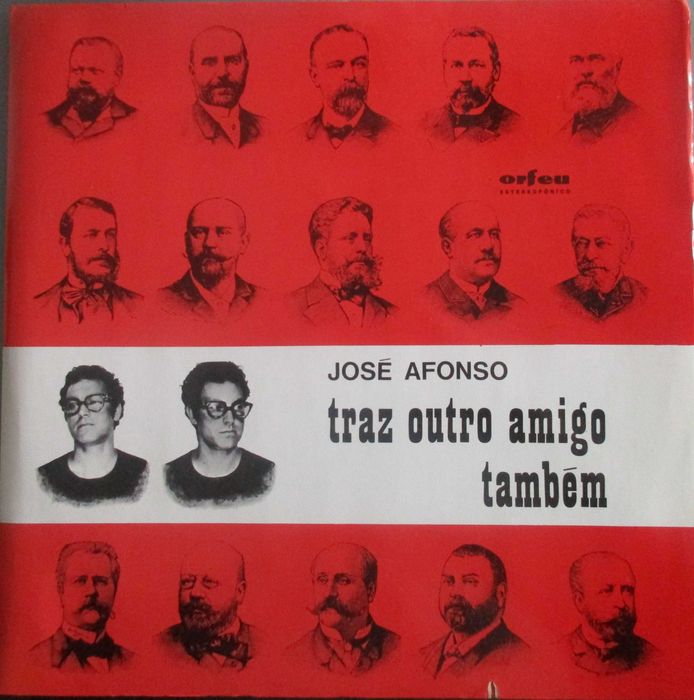 orfeu
ESTEREOFÓNICO
JOSÉ AFONSO
traz outro amigo
também